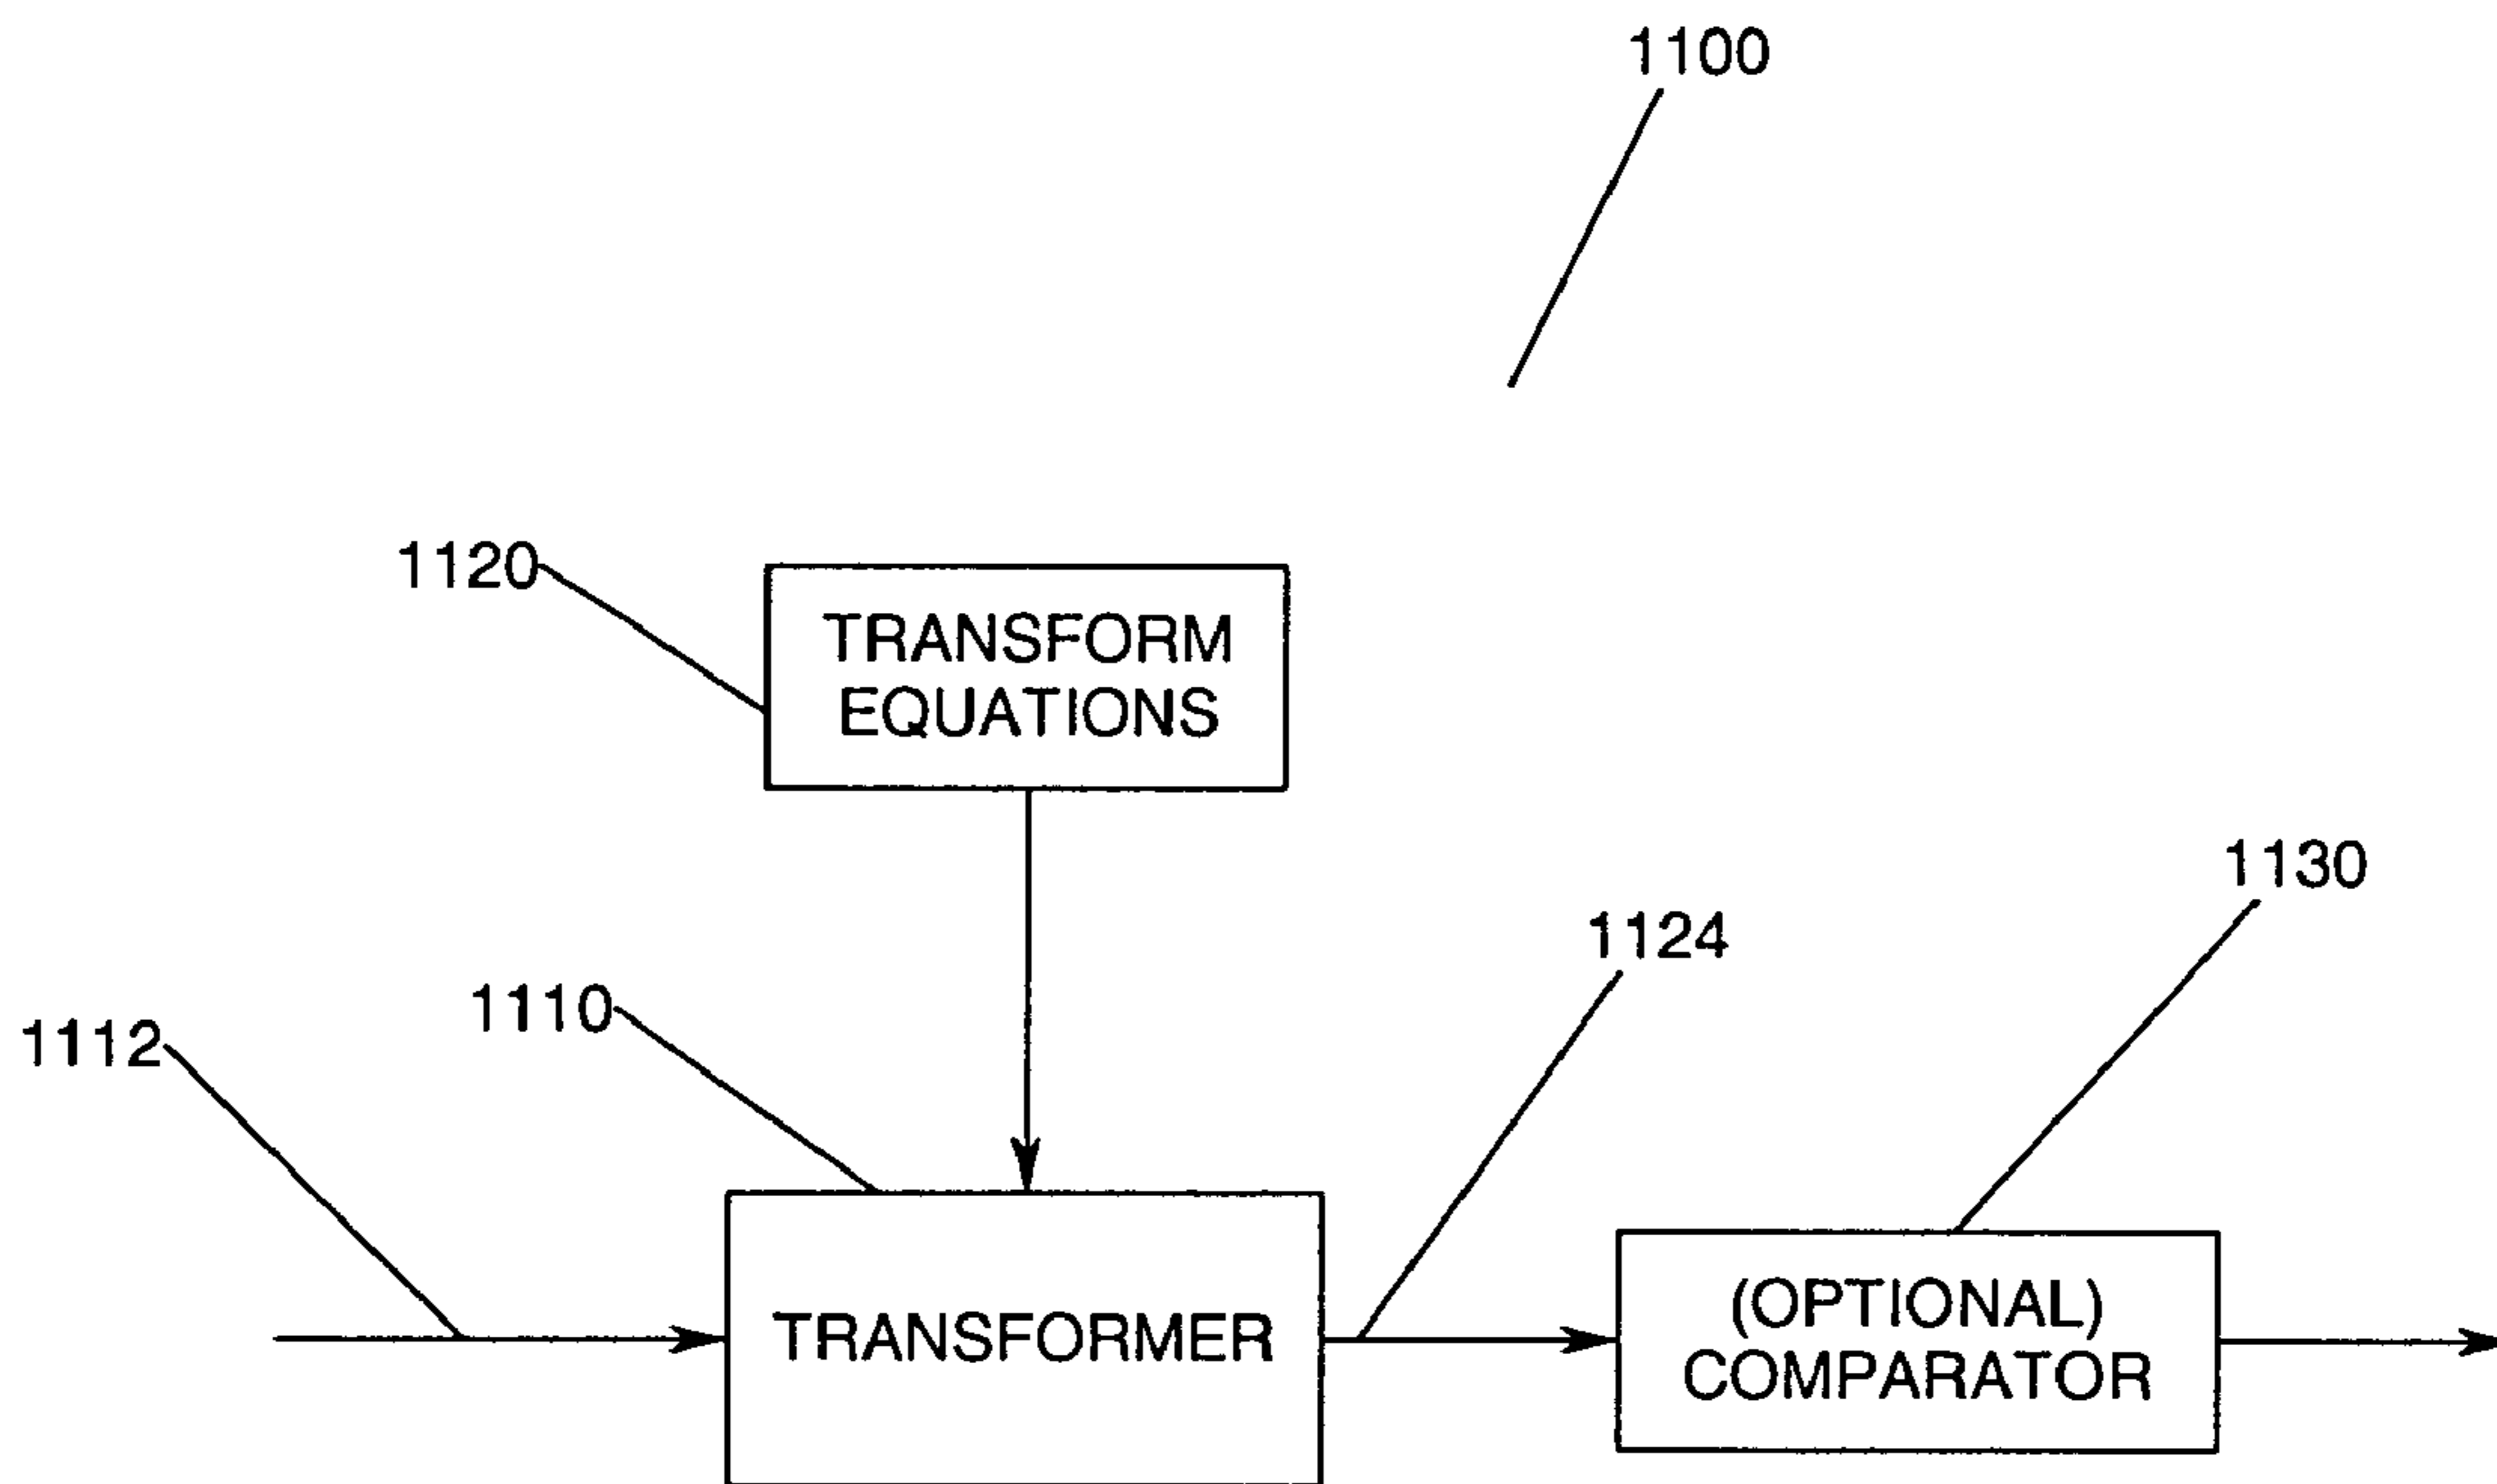 1100
1120
TRANSFORM
EQUATIONS
1130
1124
1110
1112
TRANSFORMER
(OPTIONAL)
COMPARATOR